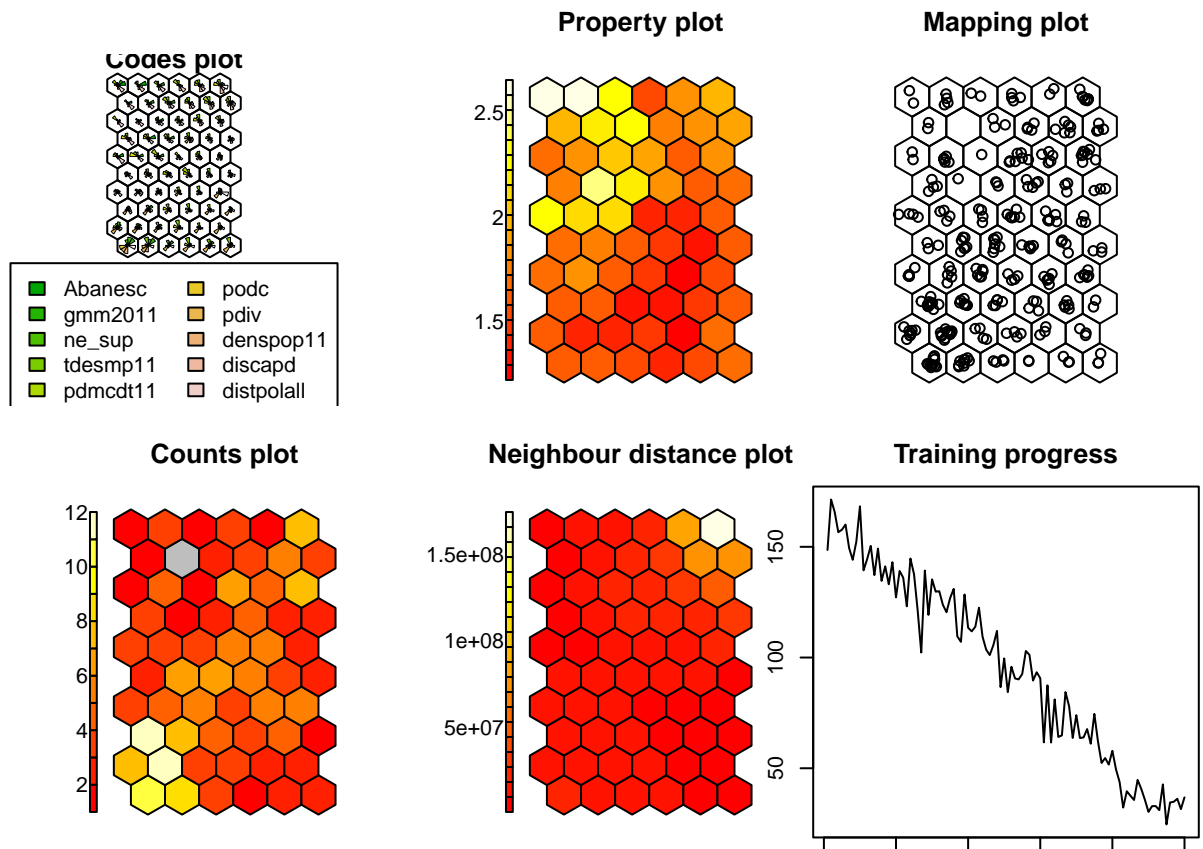 Codes plot
Abanesc
gmm2011
ne_sup
tdesmp11
pdmcdt11
podc
pdiv
denspop11
discapd
distpolall
Property plot
2.5
2
1.5
Mapping plot
Counts plot
12
10
8
6
4
2
Neighbour distance plot
1.5e+08
1e+08
5e+07
Training progress
150
100
50